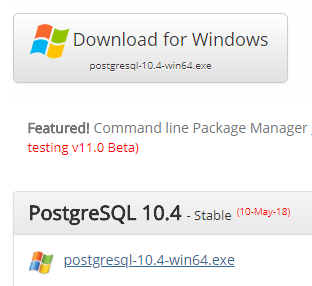 Download for Windows
postgresql-10.4-win64.exe
Featured! Command line Package Manager
testing v11.0 Beta)
PostgreSQL 10.4 - Stable (10-May-18)
postgresql-10.4-win64.exe